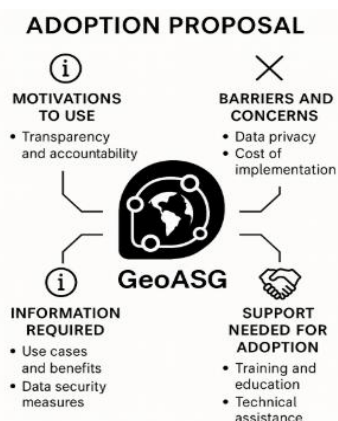 ADOPTION PROPOSAL
MOTIVATIONS
TO USE
• Transparency
and accountability
BARRIERS AND
CONCERNS
• Data privacy
• Cost of
implementation
GeoASG
INFORMATION
REQUIRED
• Use cases
and benefits
• Data security
measures
SUPPORT
NEEDED FOR
ADOPTION
• Training and
education
• Technical
assistance